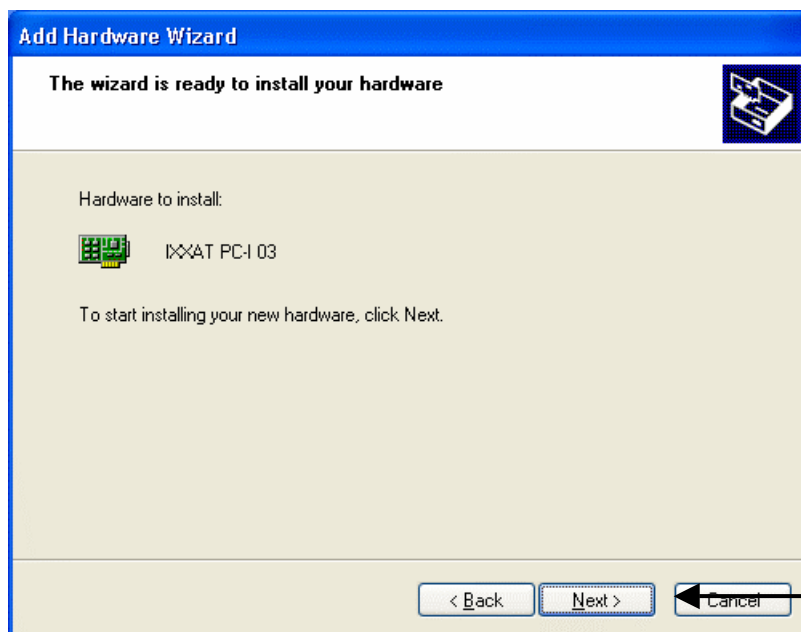 Add Hardware Wizard
The wizard is ready to install your hardware
Hardware to install:
IXXAT PC-I 03
To start installing your new hardware, click Next.
< Back Next > Cancel